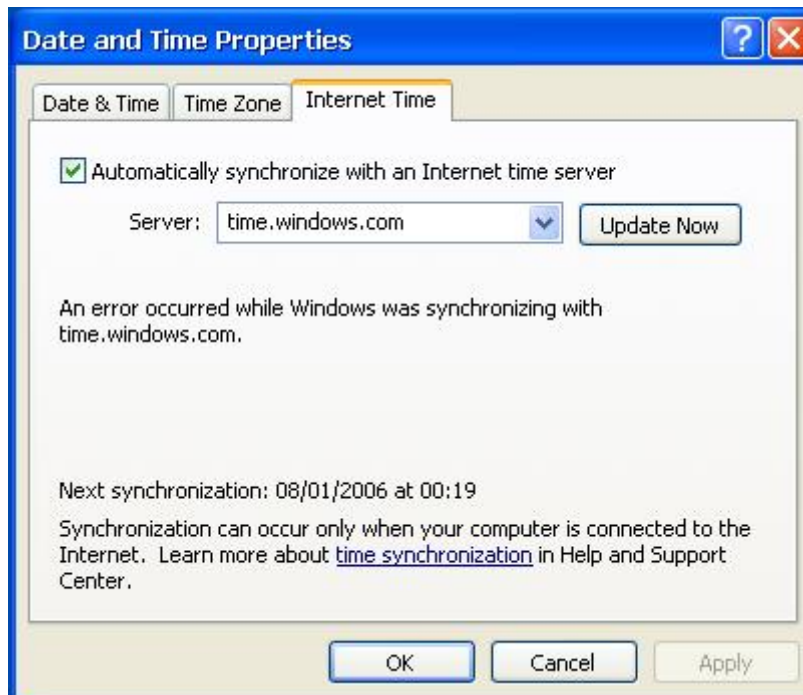 Date and Time Properties
Date & Time
Time Zone
Internet Time
Automatically synchronize with an Internet time server
Server: time.windows.com
Update Now
An error occurred while Windows was synchronizing with
time.windows.com.
Next synchronization: 08/01/2006 at 00:19
Synchronization can occur only when your computer is connected to the
Internet. Learn more about time synchronization in Help and Support
Center.
OK
Cancel
Apply